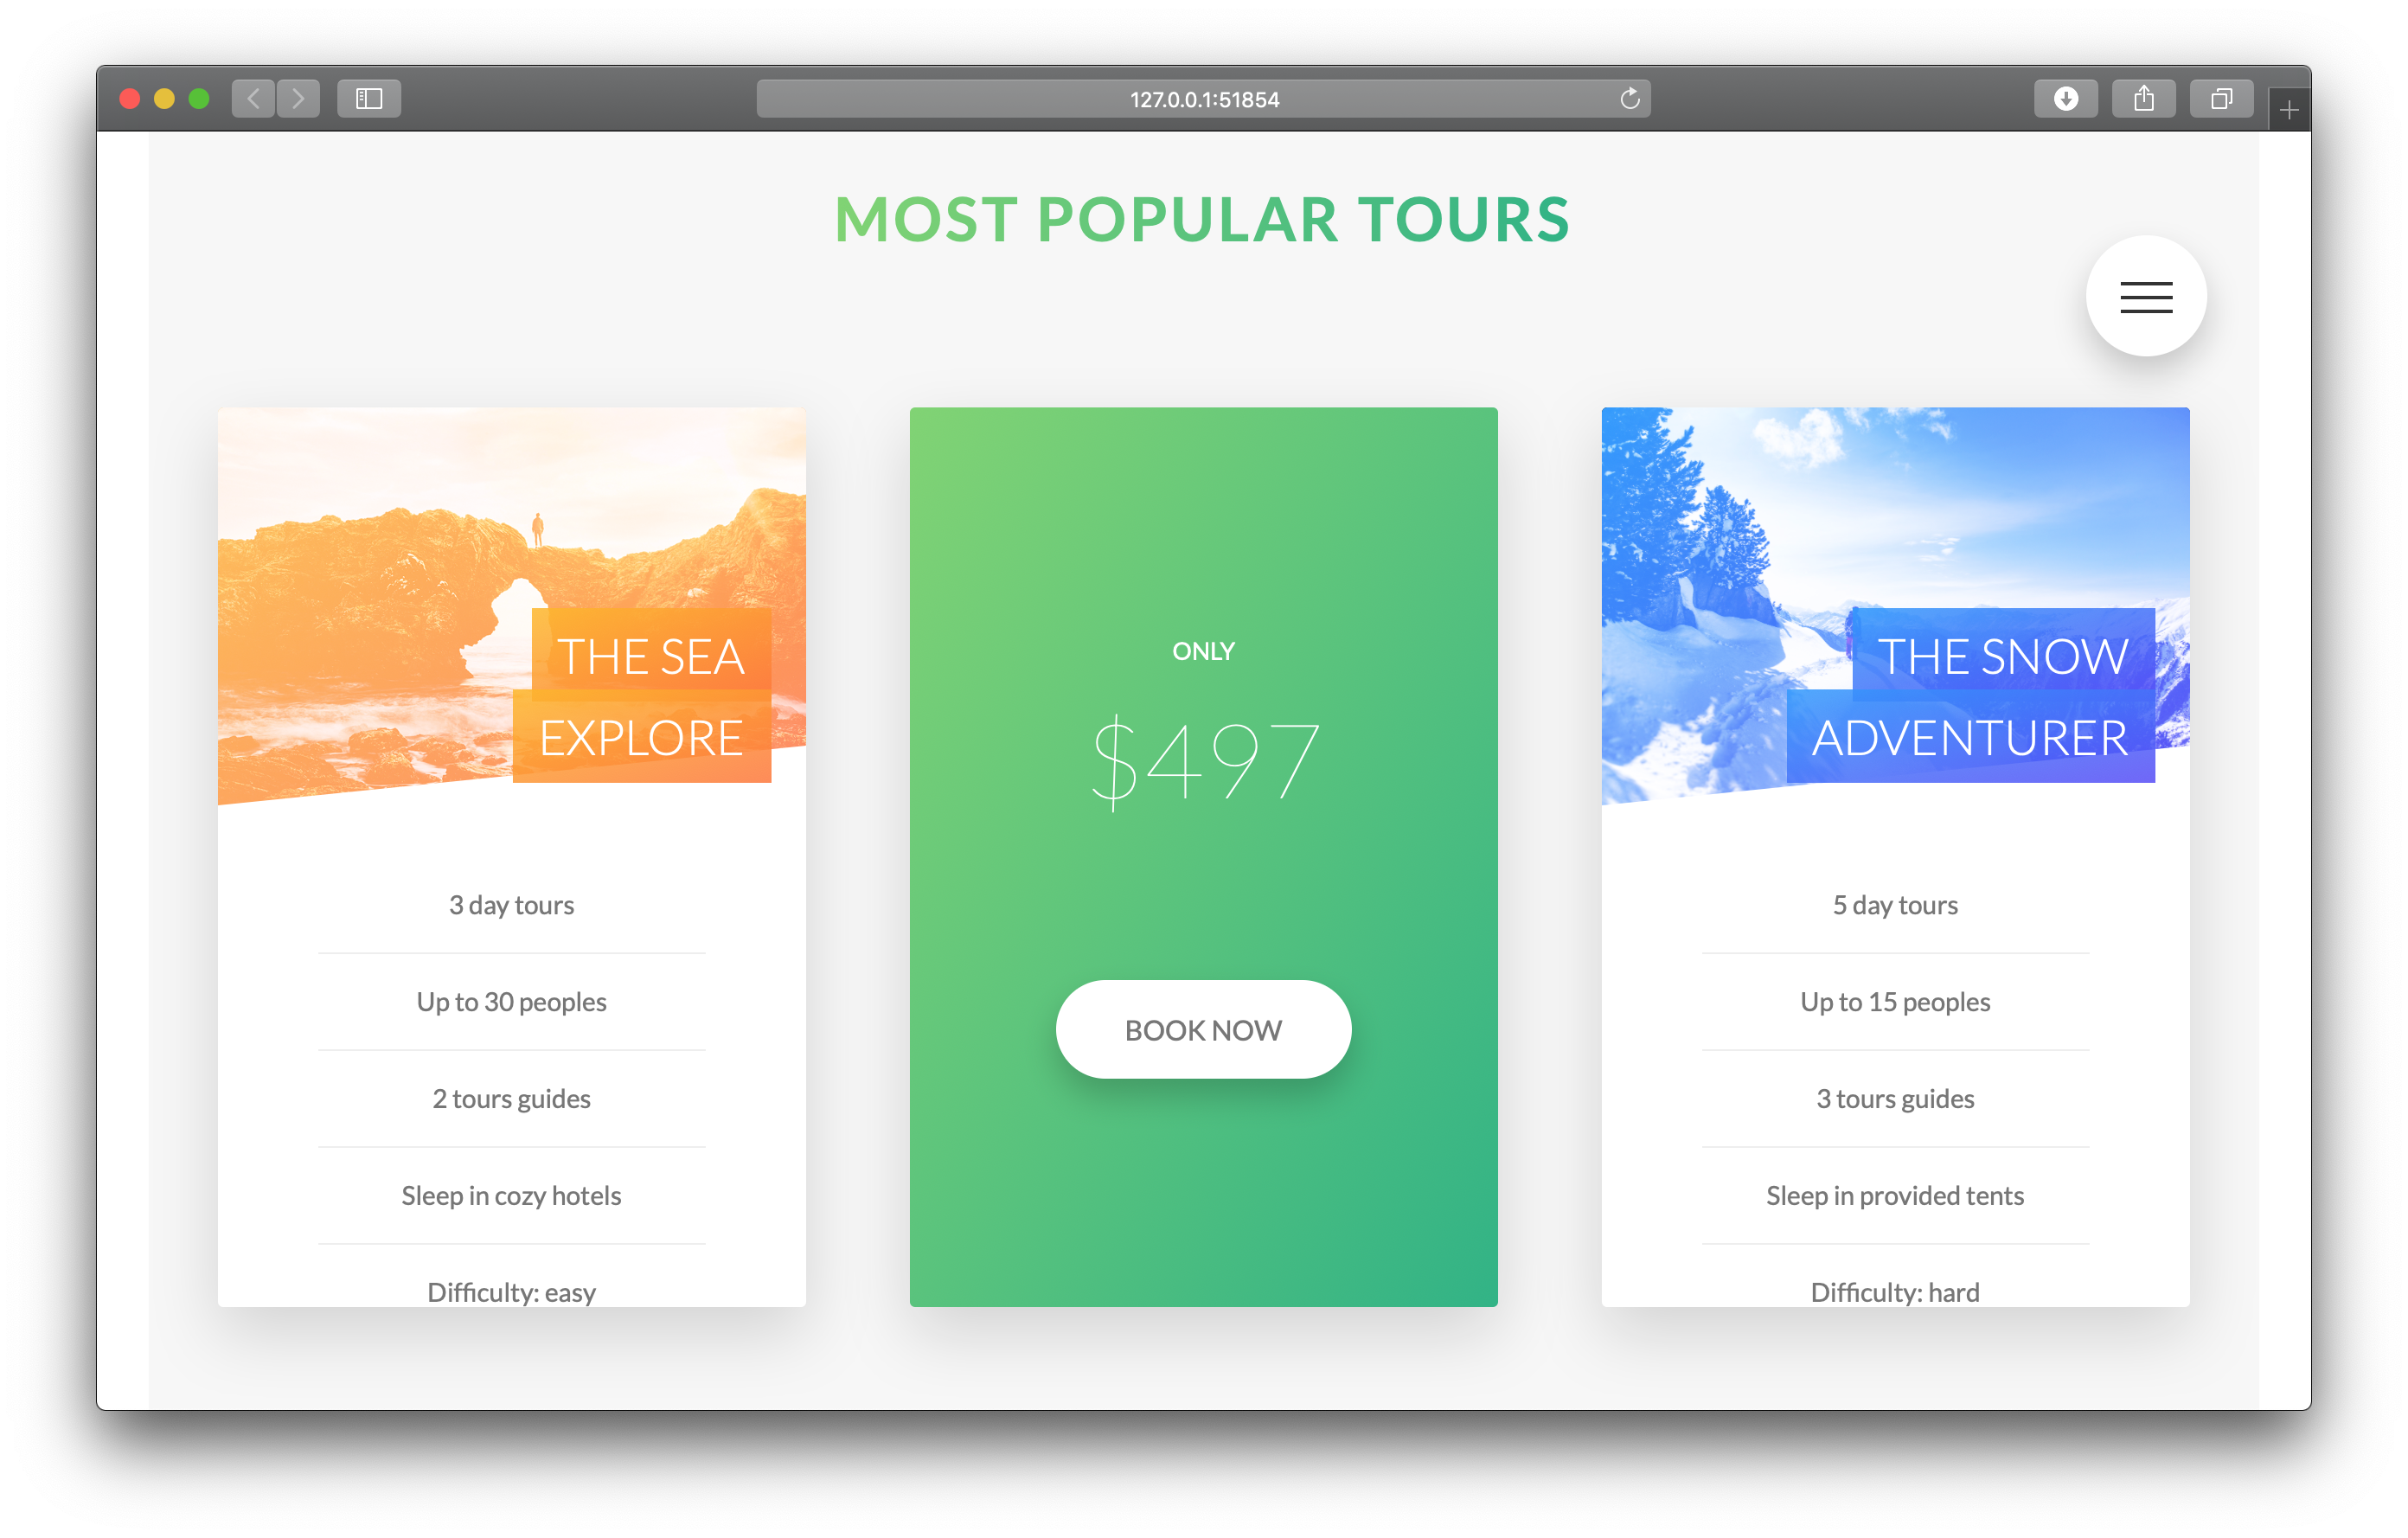 127.0.0.1:51854
MOST POPULAR TOURS
THE SEA
EXPLORE
3 day tours
Up to 30 peoples
2 tours guides
Sleep in cozy hotels
Difficulty: easy
ONLY
$497
BOOK NOW
THE SNOW
ADVENTURER
5 day tours
Up to 15 peoples
3 tours guides
Sleep in provided tents
Difficulty: hard